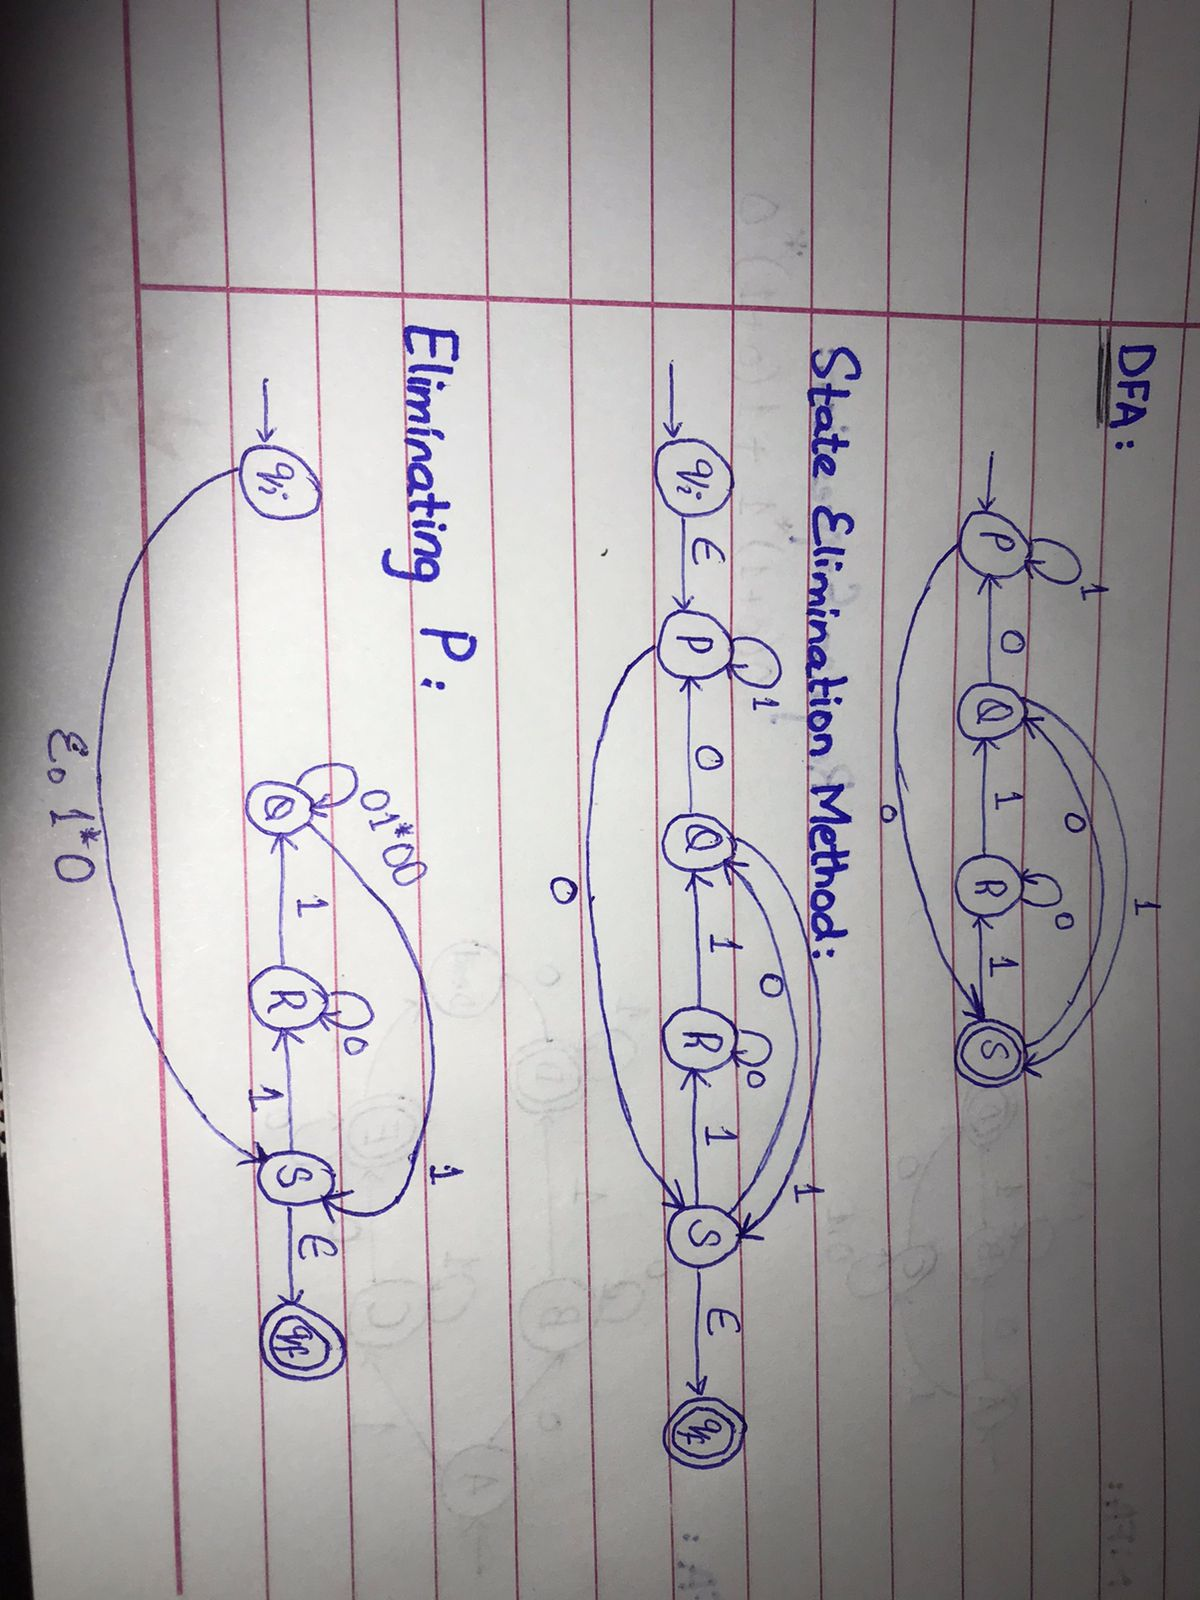 DFA:
1
P 0 Q 1 R 1 S
0
0
1
0
State Elimination Method:
qi ε P 0 Q 1 R 1 S ε qf
1
0
0
1
0
Eliminating P:
qi Q 1 R 1 S ε qf
01*00
0
1
ε. 1*0